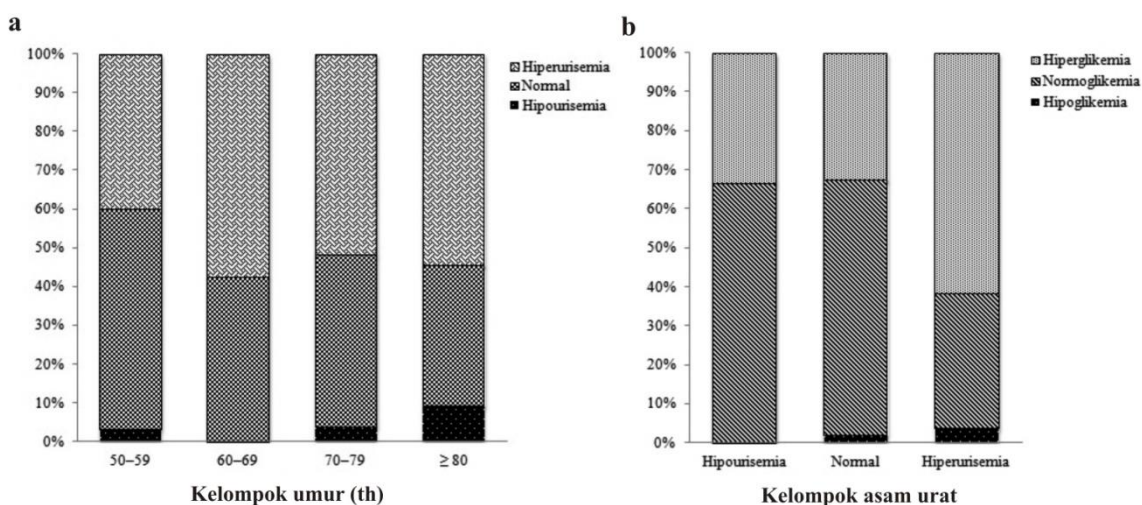 a
100%
90%
80%
70%
60%
50%
40%
30%
20%
10%
0%
50–59 60–69 70–79 ≥ 80
Kelompok umur (th)
Hiperurisemia
Normal
Hipourisemia
b
100%
90%
80%
70%
60%
50%
40%
30%
20%
10%
0%
Hipourisemia Normal Hiperurisemia
Kelompok asam urat
Hiperglikemia
Normoglikemia
Hipoglikemia